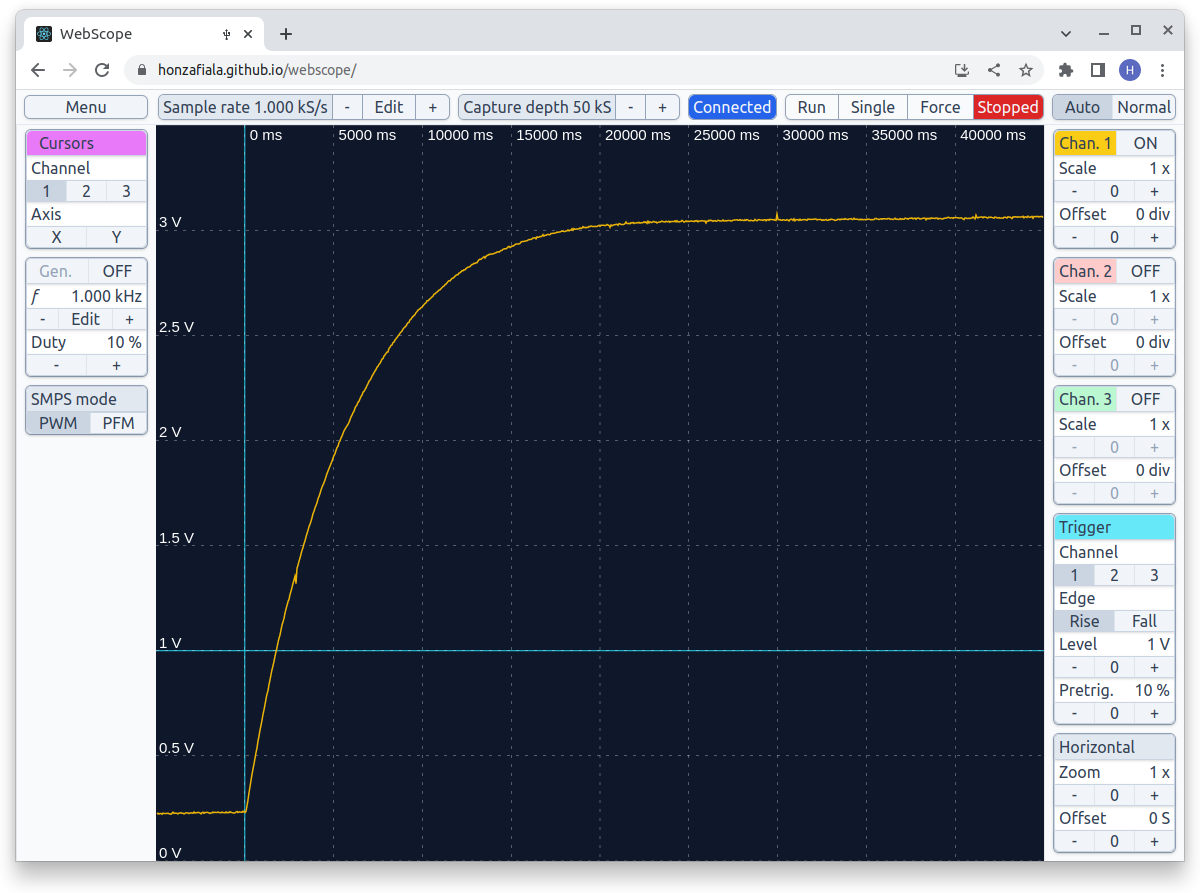 WebScope
honzafiala.github.io/webscope/
H
Menu
Sample rate 1.000 kS/s - Edit +
Capture depth 50 kS - +
Connected
Run Single Force Stopped
Auto Normal
Cursors
Channel
1 2 3
Axis
X Y
Gen. OFF
f 1.000 kHz
- Edit +
Duty 10 %
- +
SMPS mode
PWM PFM
0 ms 5000 ms 10000 ms 15000 ms 20000 ms 25000 ms 30000 ms 35000 ms 40000 ms
3 V
2.5 V
2 V
1.5 V
1 V
0.5 V
0 V
Chan. 1 ON
Scale 1 x
- 0 +
Offset 0 div
- 0 +
Chan. 2 OFF
Scale 1 x
- 0 +
Offset 0 div
- 0 +
Chan. 3 OFF
Scale 1 x
- 0 +
Offset 0 div
- 0 +
Trigger
Channel
1 2 3
Edge
Rise Fall
Level 1 V
- 0 +
Pretrig. 10 %
- 0 +
Horizontal
Zoom 1 x
- 0 +
Offset 0 S
- 0 +